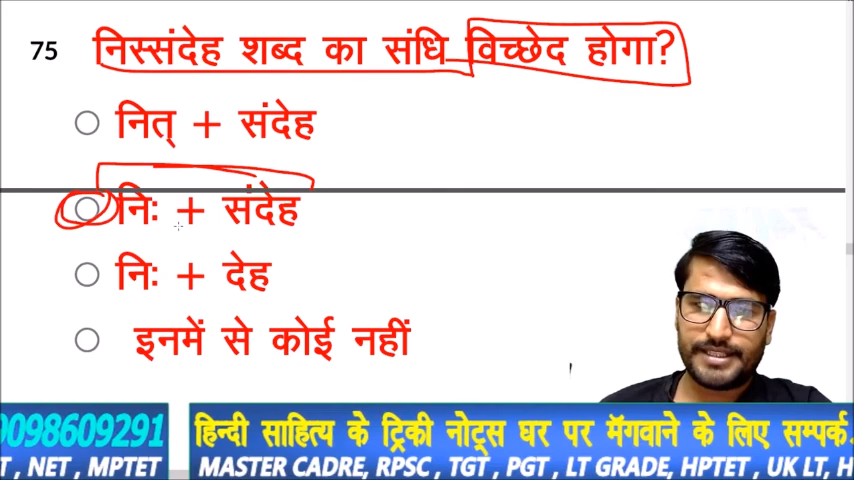 75 निस्संदेह शब्द का संधि विच्छेद होगा?
नित् + संदेह
निः + संदेह
निः + देह
इनमें से कोई नहीं
0098609291 हिन्दी साहित्य के ट्रिकी नोट्स घर पर मॅगवाने के लिए सम्पर्क.
T , NET , MPTET MASTER CADRE, RPSC , TGT , PGT , LT GRADE, HPTET , UK LT, H